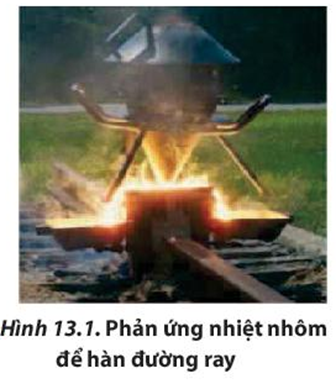 Hình 13.1. Phản ứng nhiệt nhôm
để hàn đường ray